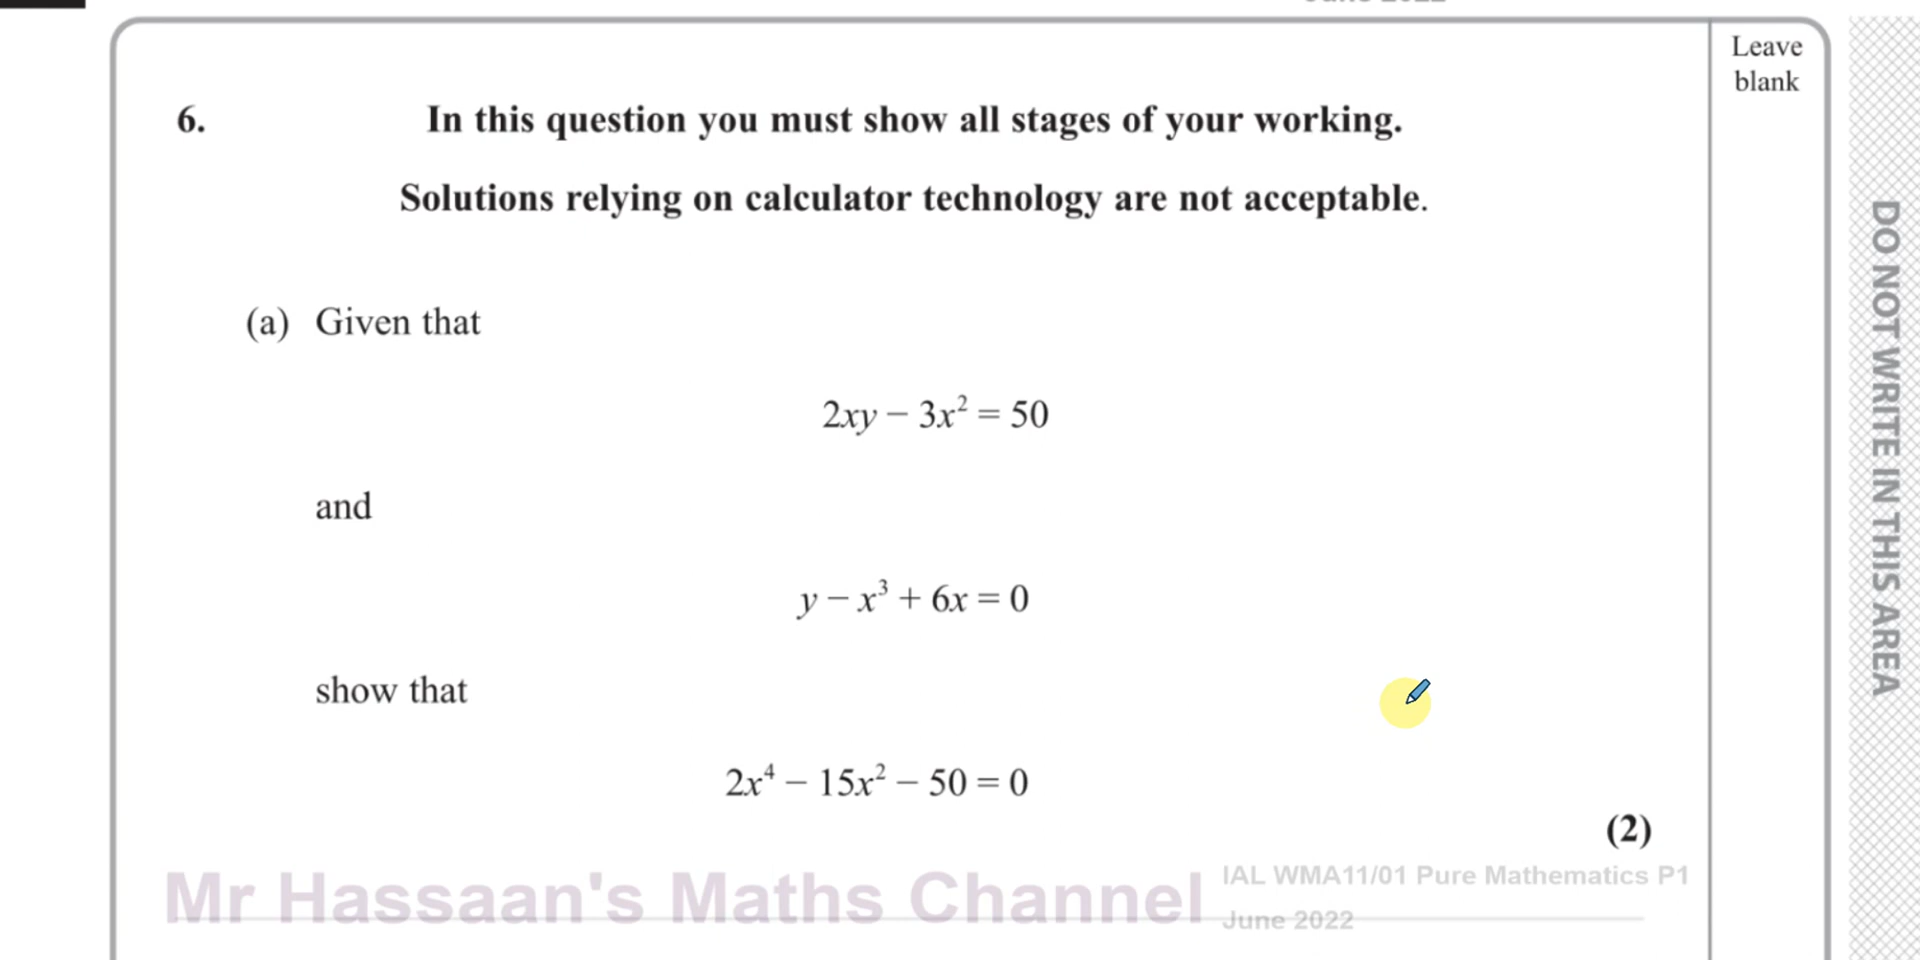 Leave
blank
6. In this question you must show all stages of your working.
Solutions relying on calculator technology are not acceptable.
(a) Given that
2xy − 3x² = 50
and
y − x³ + 6x = 0
show that
2x⁴ − 15x² − 50 = 0
(2)
Mr Hassaan's Maths Channel
IAL WMA11/01 Pure Mathematics P1
June 2022
DO NOT WRITE IN THIS AREA